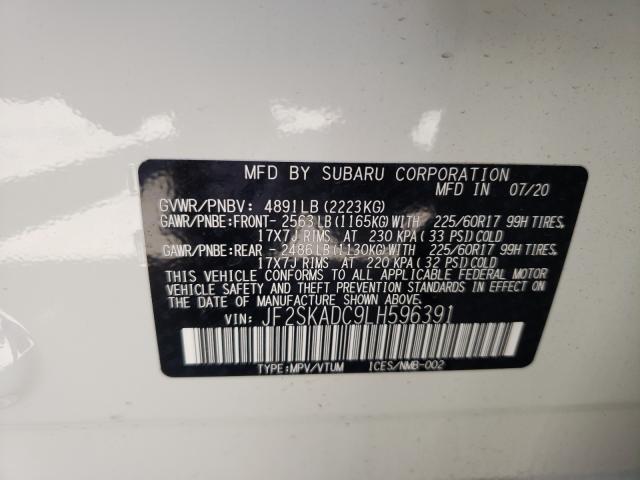 MFD BY SUBARU CORPORATION
MFD IN 07/20
GVWR/PNBV: 4891LB (2223KG)
GAWR/PNBE:FRONT- 2563LB(1165KG)WITH 225/60R17 99H TIRES,
17X7J RIMS AT 230 KPA (33 PSI)COLD
GAWR/PNBE:REAR -2486LB(1130KG)WITH 225/60R17 99H TIRES,
17X7J RIMS AT 220 KPA (32 PSI)COLD
THIS VEHICLE CONFORMS TO ALL APPLICABLE FEDERAL MOTOR
VEHICLE SAFETY AND THEFT PREVENTION STANDARDS IN EFFECT
ON THE DATE OF MANUFACTURE SHOWN ABOVE.
VIN: JF2SKADC9LH596391
TYPE:MPV/VTUM ICES/NMB-002